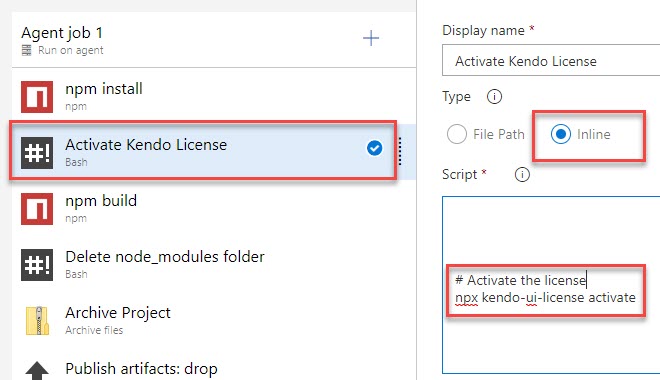 Agent job 1
Run on agent
npm install
npm
#!
Activate Kendo License
Bash
npm build
npm
#!
Delete node_modules folder
Bash
Archive Project
Archive files
Publish artifacts: drop
Display name *
Activate Kendo License
Type
File Path
Inline
Script *
# Activate the license
npx kendo-ui-license activate